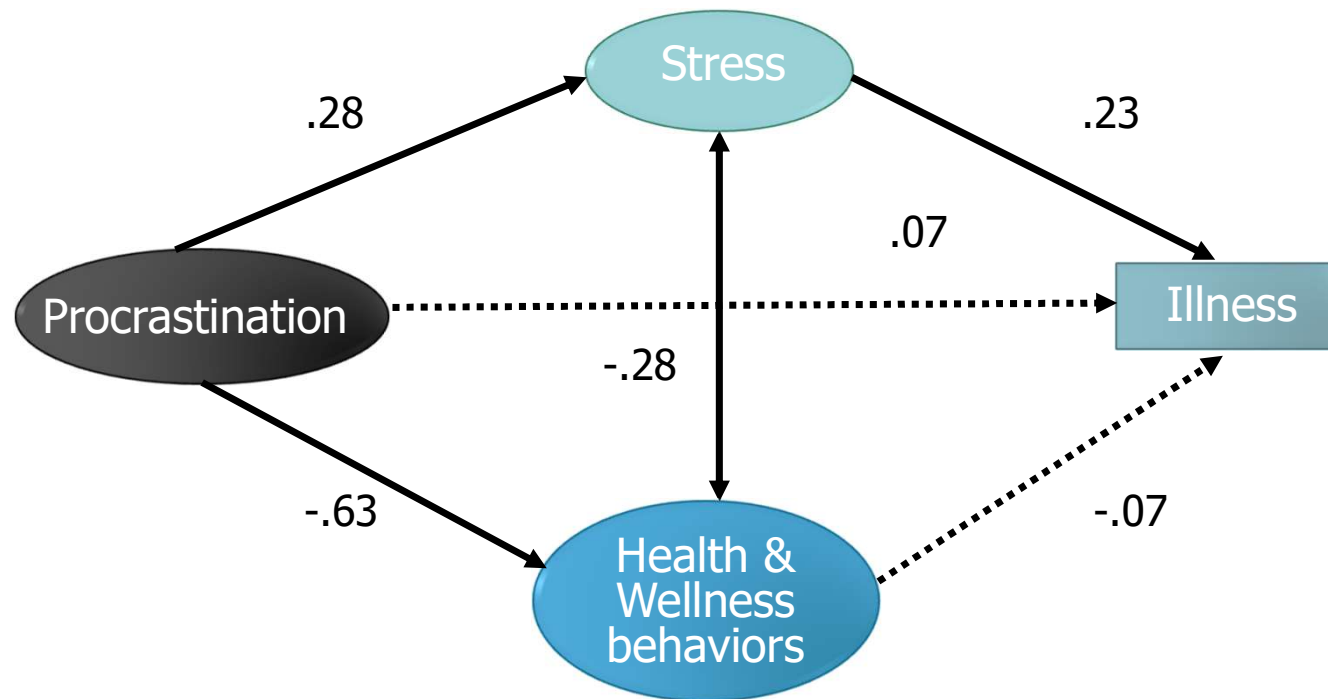 Stress
.28
.23
.07
Procrastination
Illness
-.28
-.63
-.07
Health &
Wellness
behaviors